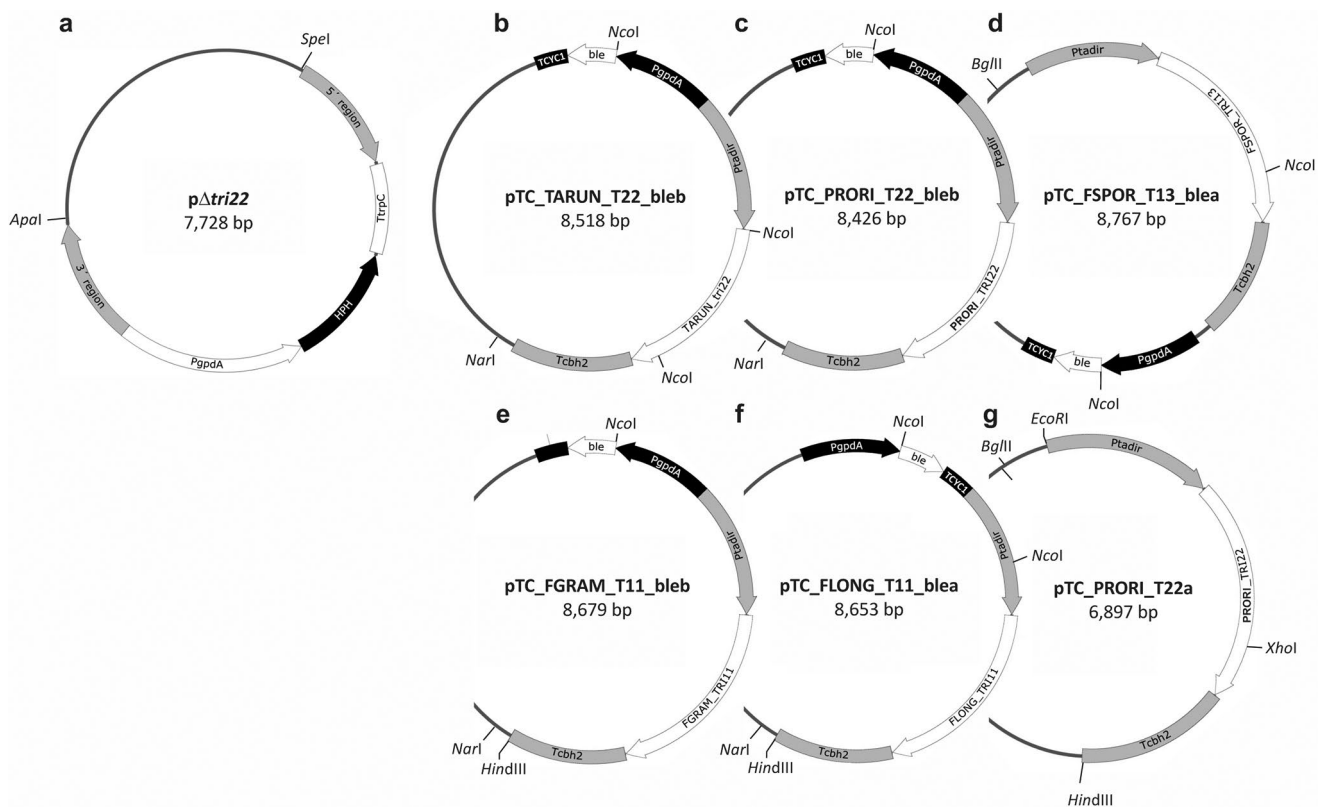 a
SpeI
5´ region
TtrpC
HPH
PgpdA
3´ region
ApaI
pΔtri22
7,728 bp
b
NcoI
TCYC1
ble
PgpdA
Ptadir
NcoI
TARUN_tri22
NcoI
Tcbh2
NarI
pTC_TARUN_T22_bleb
8,518 bp
c
NcoI
TCYC1
ble
PgpdA
Ptadir
PRORI_TRI22
Tcbh2
NarI
pTC_PRORI_T22_bleb
8,426 bp
d
BglII
Ptadir
FSPOR_TRI13
NcoI
Tcbh2
PgpdA
NcoI
ble
TCYC1
pTC_FSPOR_T13_blea
8,767 bp
e
NcoI
ble
PgpdA
Ptadir
FGRAM_TRI11
Tcbh2
HindIII
NarI
pTC_FGRAM_T11_bleb
8,679 bp
f
PgpdA
NcoI
ble
TCYC1
Ptadir
NcoI
FLONG_TRI11
Tcbh2
HindIII
NarI
pTC_FLONG_T11_blea
8,653 bp
g
EcoRI
BglII
Ptadir
PRORI_TRI22
XhoI
Tcbh2
HindIII
pTC_PRORI_T22a
6,897 bp